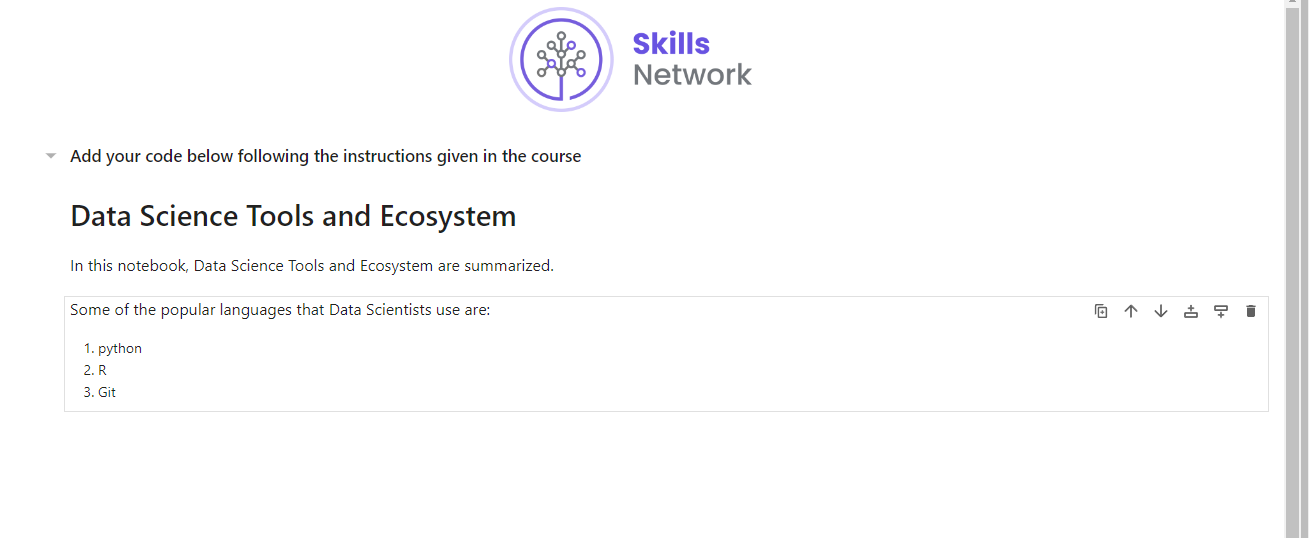 Skills
Network
Add your code below following the instructions given in the course
Data Science Tools and Ecosystem
In this notebook, Data Science Tools and Ecosystem are summarized.
Some of the popular languages that Data Scientists use are:
1. python
2. R
3. Git